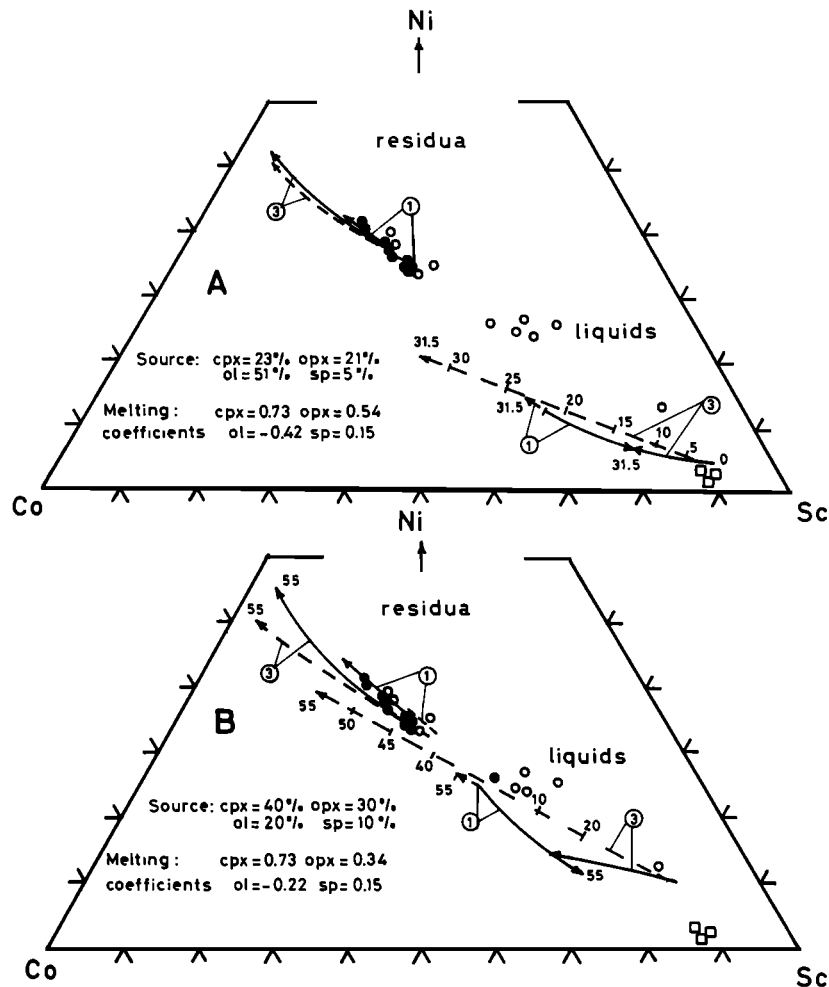 Ni
residua
3
1
A
liquids
31.5
30
25
20
15
10
5
0
31.5
31.5
1
3
Source: cpx=23% opx=21%
ol=51% sp=5%
Melting: cpx=0.73 opx=0.54
coefficients ol=-0.42 sp=0.15
Co
Sc
Ni
55
residua
55
3
1
B
55
50
45
40
55
liquids
10
20
3
1
55
Source: cpx=40% opx=30%
ol=20% sp=10%
Melting: cpx=0.73 opx=0.34
coefficients ol=-0.22 sp=0.15
Co
Sc